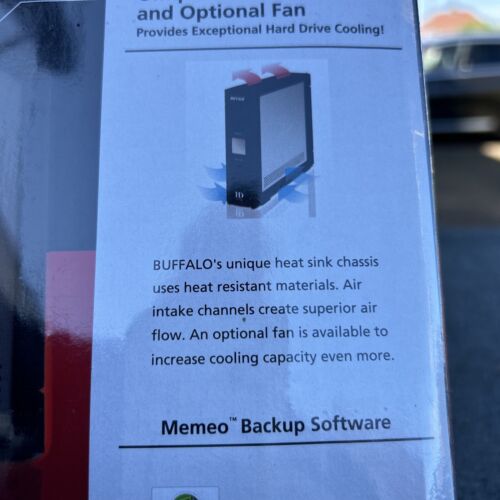 and Optional Fan
Provides Exceptional Hard Drive Cooling!
BUFFALO's unique heat sink chassis
uses heat resistant materials. Air
intake channels create superior air
flow. An optional fan is available to
increase cooling capacity even more.
Memeo™ Backup Software